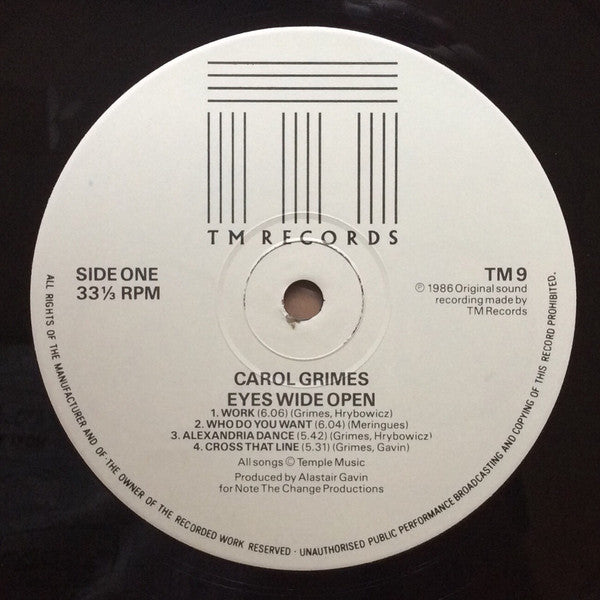 TM RECORDS
SIDE ONE
33⅓ RPM
TM 9
℗ 1986 Original sound
recording made by
TM Records
CAROL GRIMES
EYES WIDE OPEN
1. WORK (6.06) (Grimes, Hrybowicz)
2. WHO DO YOU WANT (6.04) (Meringues)
3. ALEXANDRIA DANCE (5.42) (Grimes, Hrybowicz)
4. CROSS THAT LINE (5.31) (Grimes, Gavin)
All songs © Temple Music
Produced by Alastair Gavin
for Note The Change Productions
ALL RIGHTS OF THE MANUFACTURER AND OF THE OWNER OF THE RECORDED WORK RESERVED · UNAUTHORISED PUBLIC PERFORMANCE BROADCASTING AND COPYING OF THIS RECORD PROHIBITED.